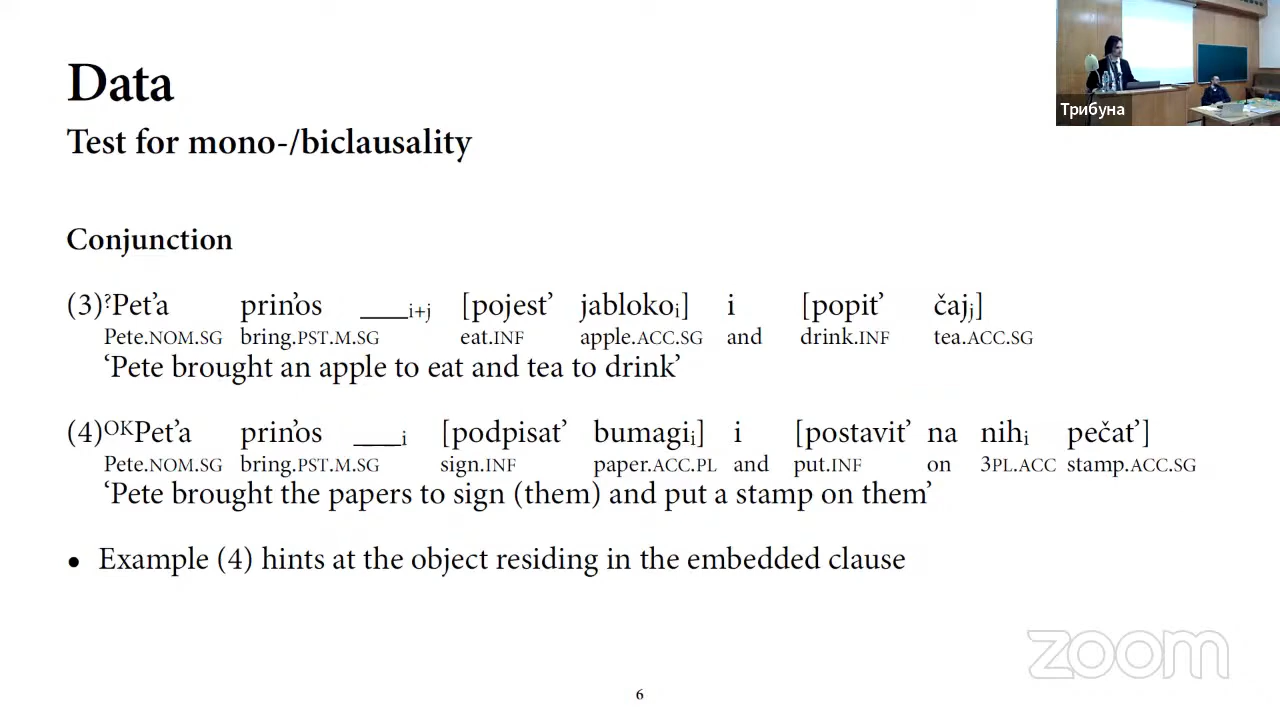 Data
Test for mono-/biclausality
Трибуна
Conjunction
(3)?Pet’a prin’os ___i+j [pojest’ jablokoi] i [popit’ čajj]
Pete.NOM.SG bring.PST.M.SG eat.INF apple.ACC.SG and drink.INF tea.ACC.SG
‘Pete brought an apple to eat and tea to drink’
(4)OKPet’a prin’os ___i [podpisat’ bumagii] i [postavit’ na nihi pečat’]
Pete.NOM.SG bring.PST.M.SG sign.INF paper.ACC.PL and put.INF on 3PL.ACC stamp.ACC.SG
‘Pete brought the papers to sign (them) and put a stamp on them’
• Example (4) hints at the object residing in the embedded clause
zoom
6